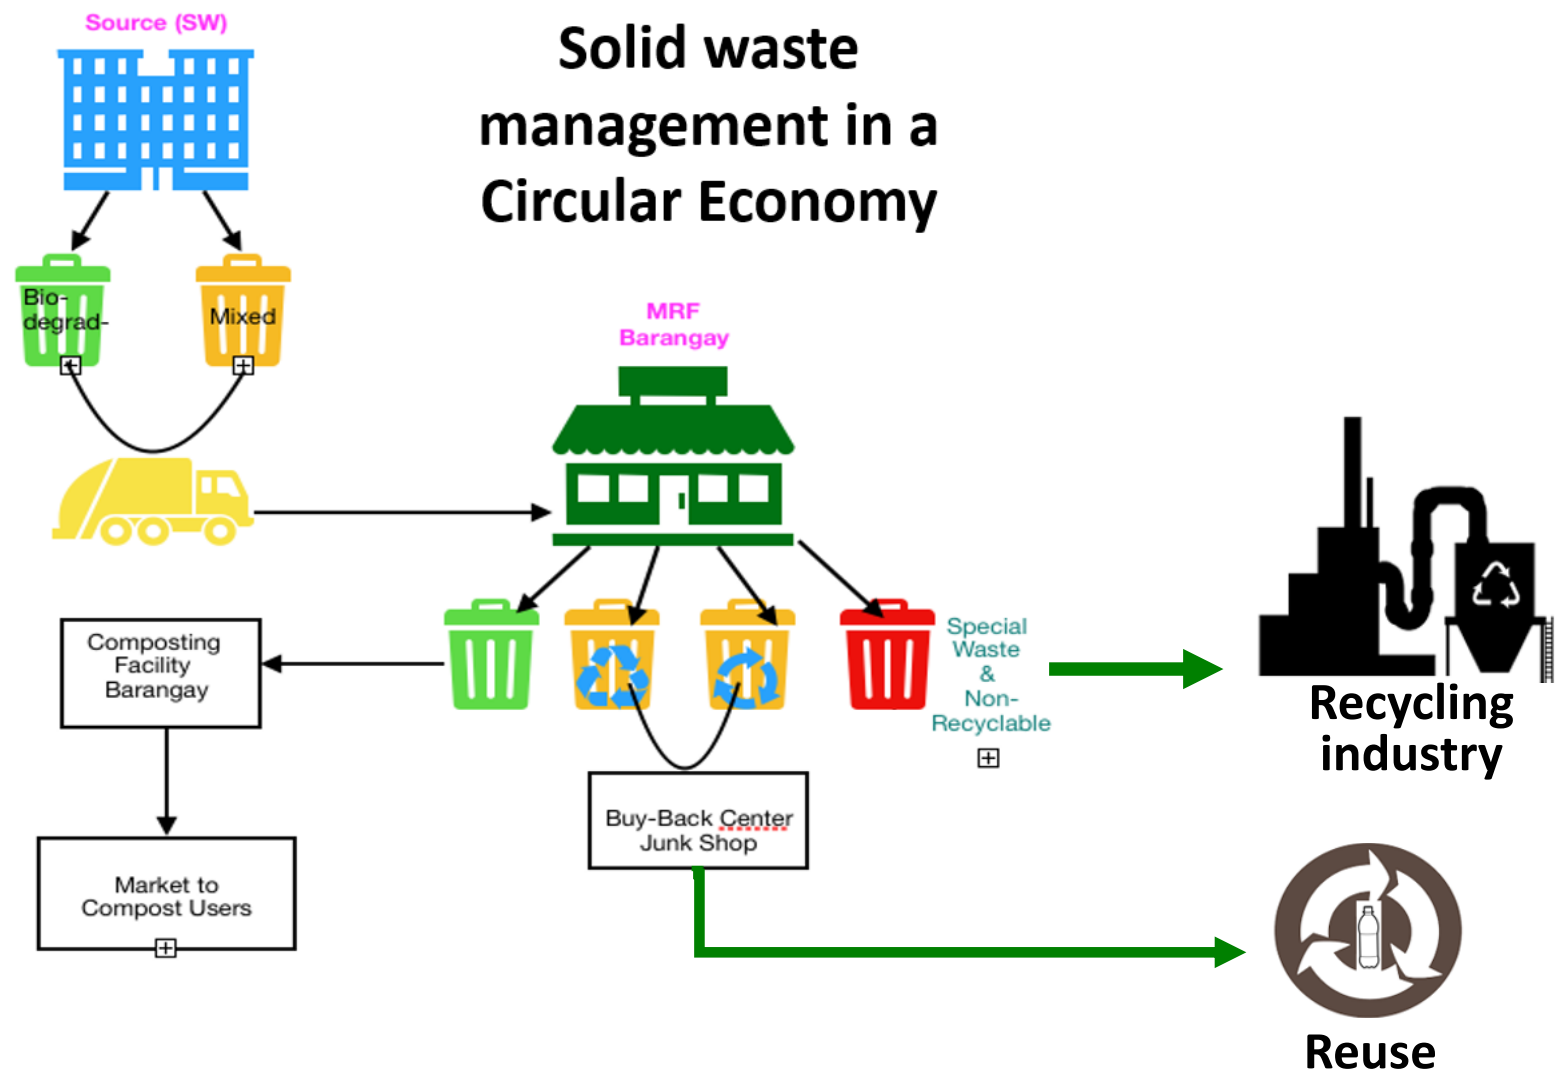 Source (SW)
Solid waste
management in a
Circular Economy
Bio-
degrad-
Mixed
MRF
Barangay
Composting
Facility
Barangay
Special
Waste
&
Non-
Recyclable
Recycling
industry
Buy-Back Center
Junk Shop
Market to
Compost Users
Reuse